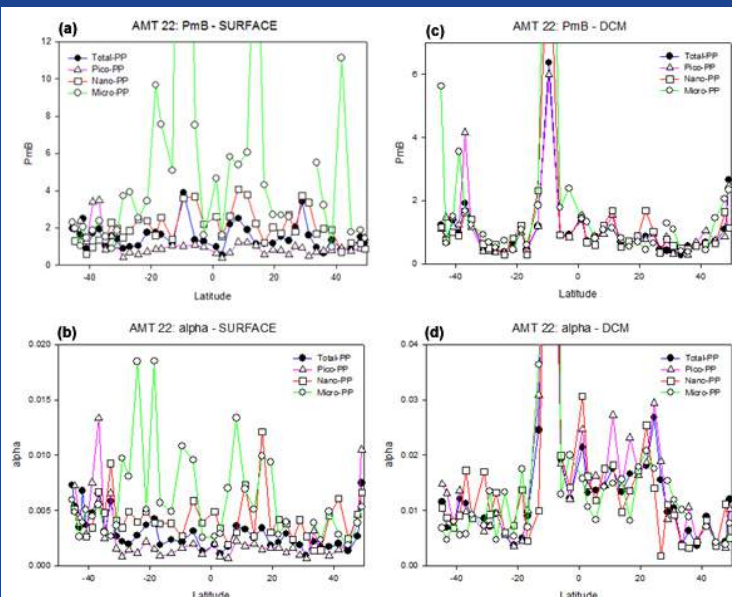 (a)
AMT 22: PmB - SURFACE
12
10
8
6
4
2
0
PmB
Total-PP
Pico-PP
Nano-PP
Micro-PP
-40 -20 0 20 40
Latitude
(c)
AMT 22: PmB - DCM
6
4
2
0
PmB
Total-PP
Pico-PP
Nano-PP
Micro-PP
-40 -20 0 20 40
Latitude
(b)
AMT 22: alpha - SURFACE
0.020
0.015
0.010
0.005
0.000
alpha
Total-PP
Pico-PP
Nano-PP
Micro-PP
-40 -20 0 20 40
Latitude
(d)
AMT 22: alpha - DCM
0.04
0.03
0.02
0.01
0.00
alpha
Total-PP
Pico-PP
Nano-PP
Micro-PP
-40 -20 0 20 40
Latitude